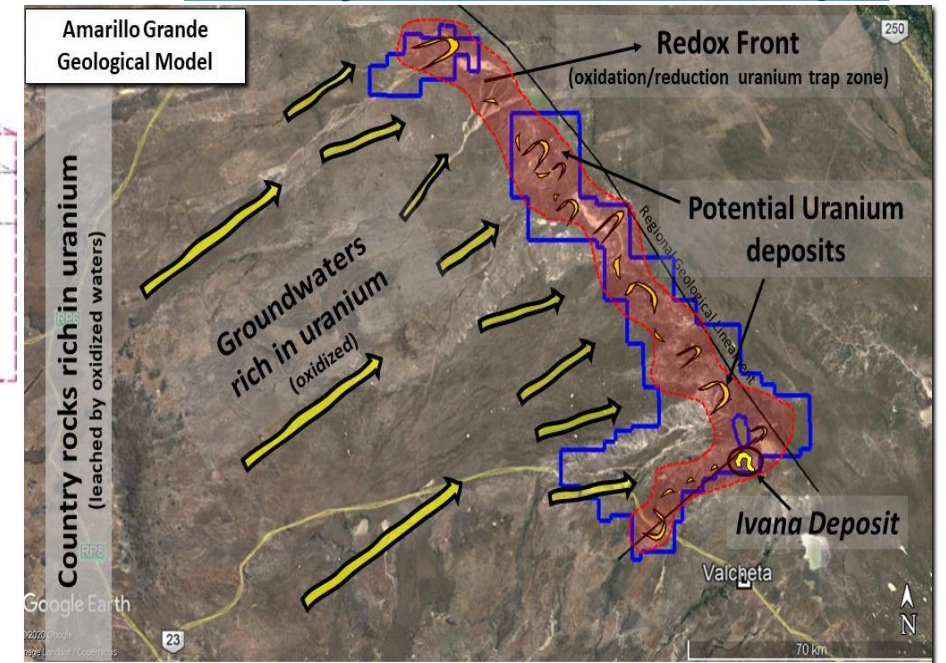 Amarillo Grande
Geological Model
250
Redox Front
(oxidation/reduction uranium trap zone)
Potential Uranium
deposits
Regional Geological Lineament
Country rocks rich in uranium
(leached by oxidized waters)
Groundwaters
rich in uranium
(oxidized)
Ivana Deposit
RP8
Valcheta
Google Earth
23
N
70 km